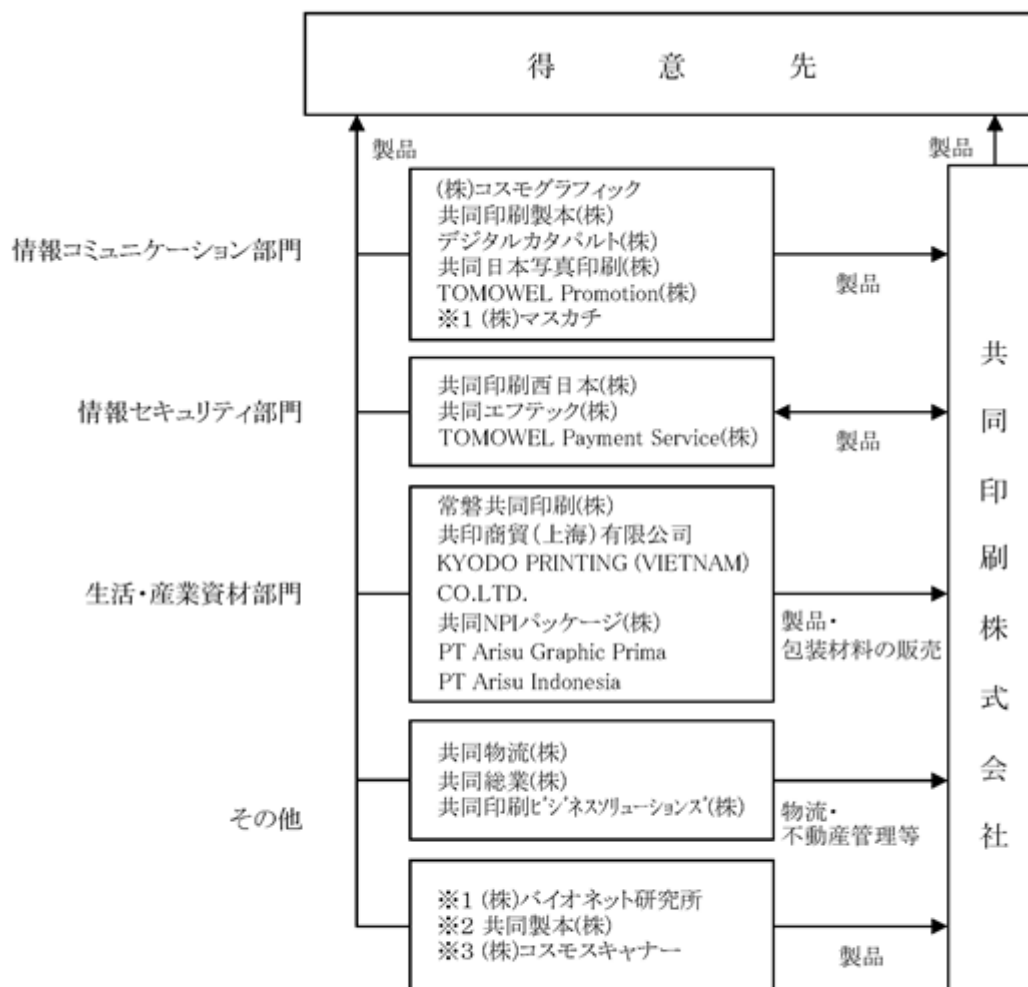 得意先
製品
製品
情報コミュニケーション部門
(株)コスモグラフィック
共同印刷製本(株)
デジタルカタパルト(株)
共同日本写真印刷(株)
TOMOWEL Promotion(株)
※1 (株)マスカチ
製品
情報セキュリティ部門
共同印刷西日本(株)
共同エフテック(株)
TOMOWEL Payment Service(株)
製品
生活・産業資材部門
常磐共同印刷(株)
共印商貿(上海)有限公司
KYODO PRINTING (VIETNAM)
CO.LTD.
共同NPIパッケージ(株)
PT Arisu Graphic Prima
PT Arisu Indonesia
製品・
包装材料の販売
その他
共同物流(株)
共同総業(株)
共同印刷ビジネスソリューションズ(株)
物流・
不動産管理等
※1 (株)バイオネット研究所
※2 共同製本(株)
※3 (株)コスモスキャナー
製品
共同印刷株式会社